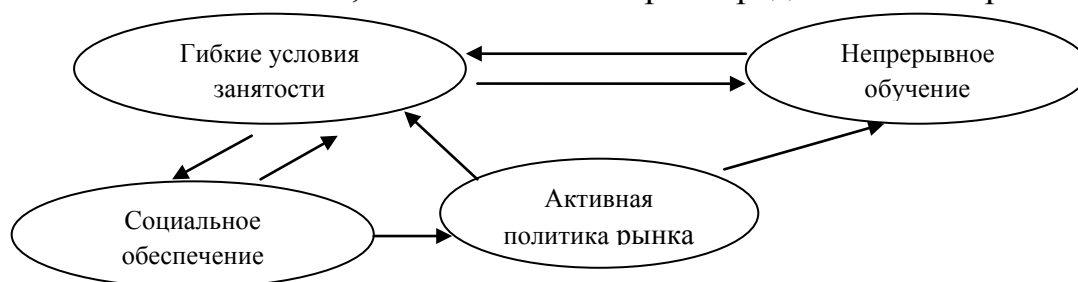 Гибкие условия
занятости
Непрерывное
обучение
Активная
политика рынка
Социальное
обеспечение